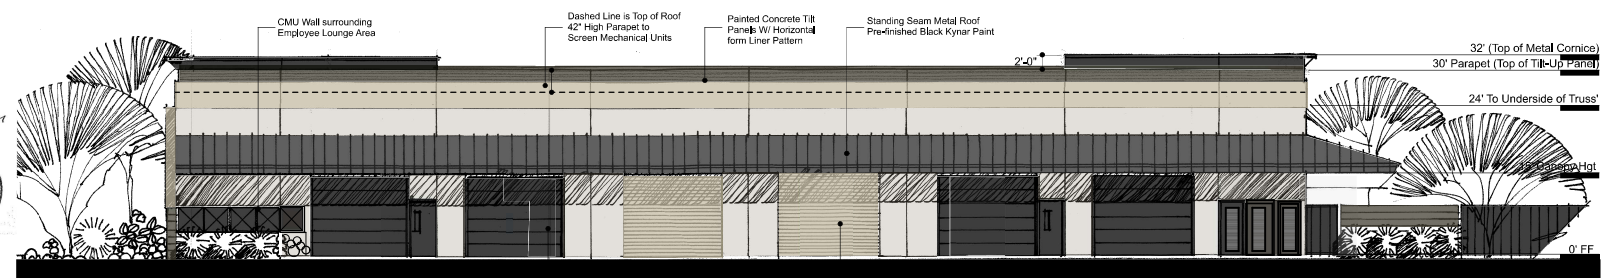 CMU Wall surrounding
Employee Lounge Area
Dashed Line is Top of Roof
42" High Parapet to
Screen Mechanical Units
Painted Concrete Tilt
Panels W/ Horizontal
form Liner Pattern
Standing Seam Metal Roof
Pre-finished Black Kynar Paint
2'-0"
32' (Top of Metal Cornice)
30' Parapet (Top of Tilt-Up Panel)
24' To Underside of Truss'
Canopy Hgt
0' FF